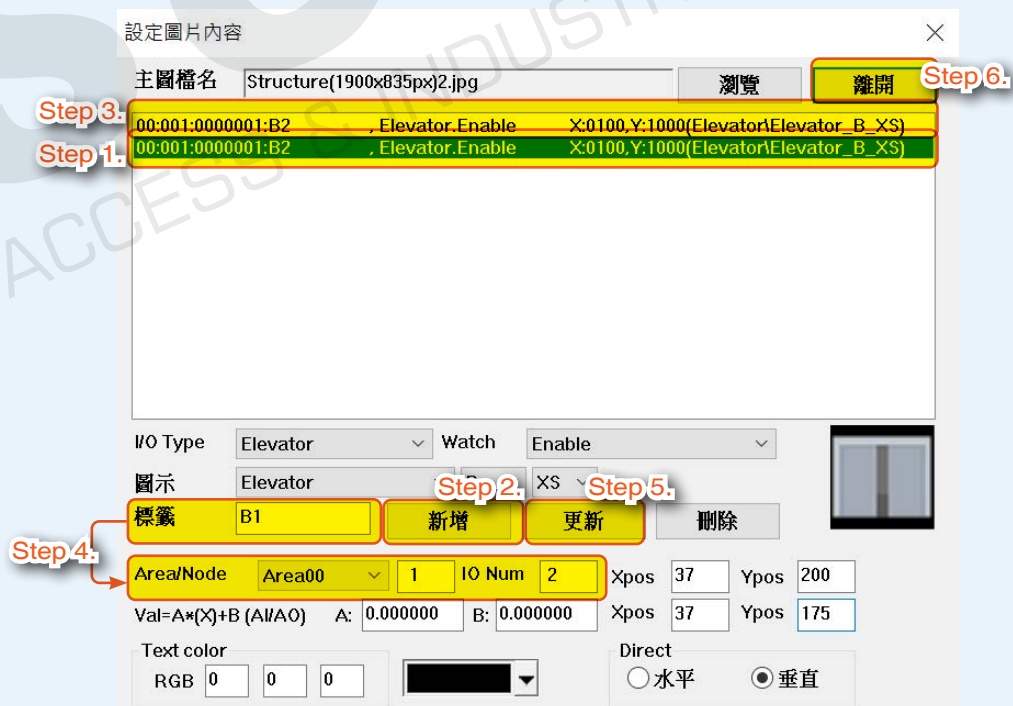 設定圖片內容
主圖檔名 Structure(1900x835px)2.jpg 瀏覽 離開 Step 6.
Step 3. 00:001:0000001:B2 , Elevator.Enable X:0100,Y:1000(Elevator\Elevator_B_XS)
Step 1. 00:001:0000001:B2 , Elevator.Enable X:0100,Y:1000(Elevator\Elevator_B_XS)
ACCESS & INDUST
I/O Type Elevator Watch Enable
圖示 Elevator XS
Step 2. Step 5.
標籤 B1 新增 更新 刪除
Step 4.
Area/Node Area00 1 IO Num 2 Xpos 37 Ypos 200
Val=A*(X)+B (AI/AO) A: 0.000000 B: 0.000000 Xpos 37 Ypos 175
Text color Direct
RGB 0 0 0 水平 垂直